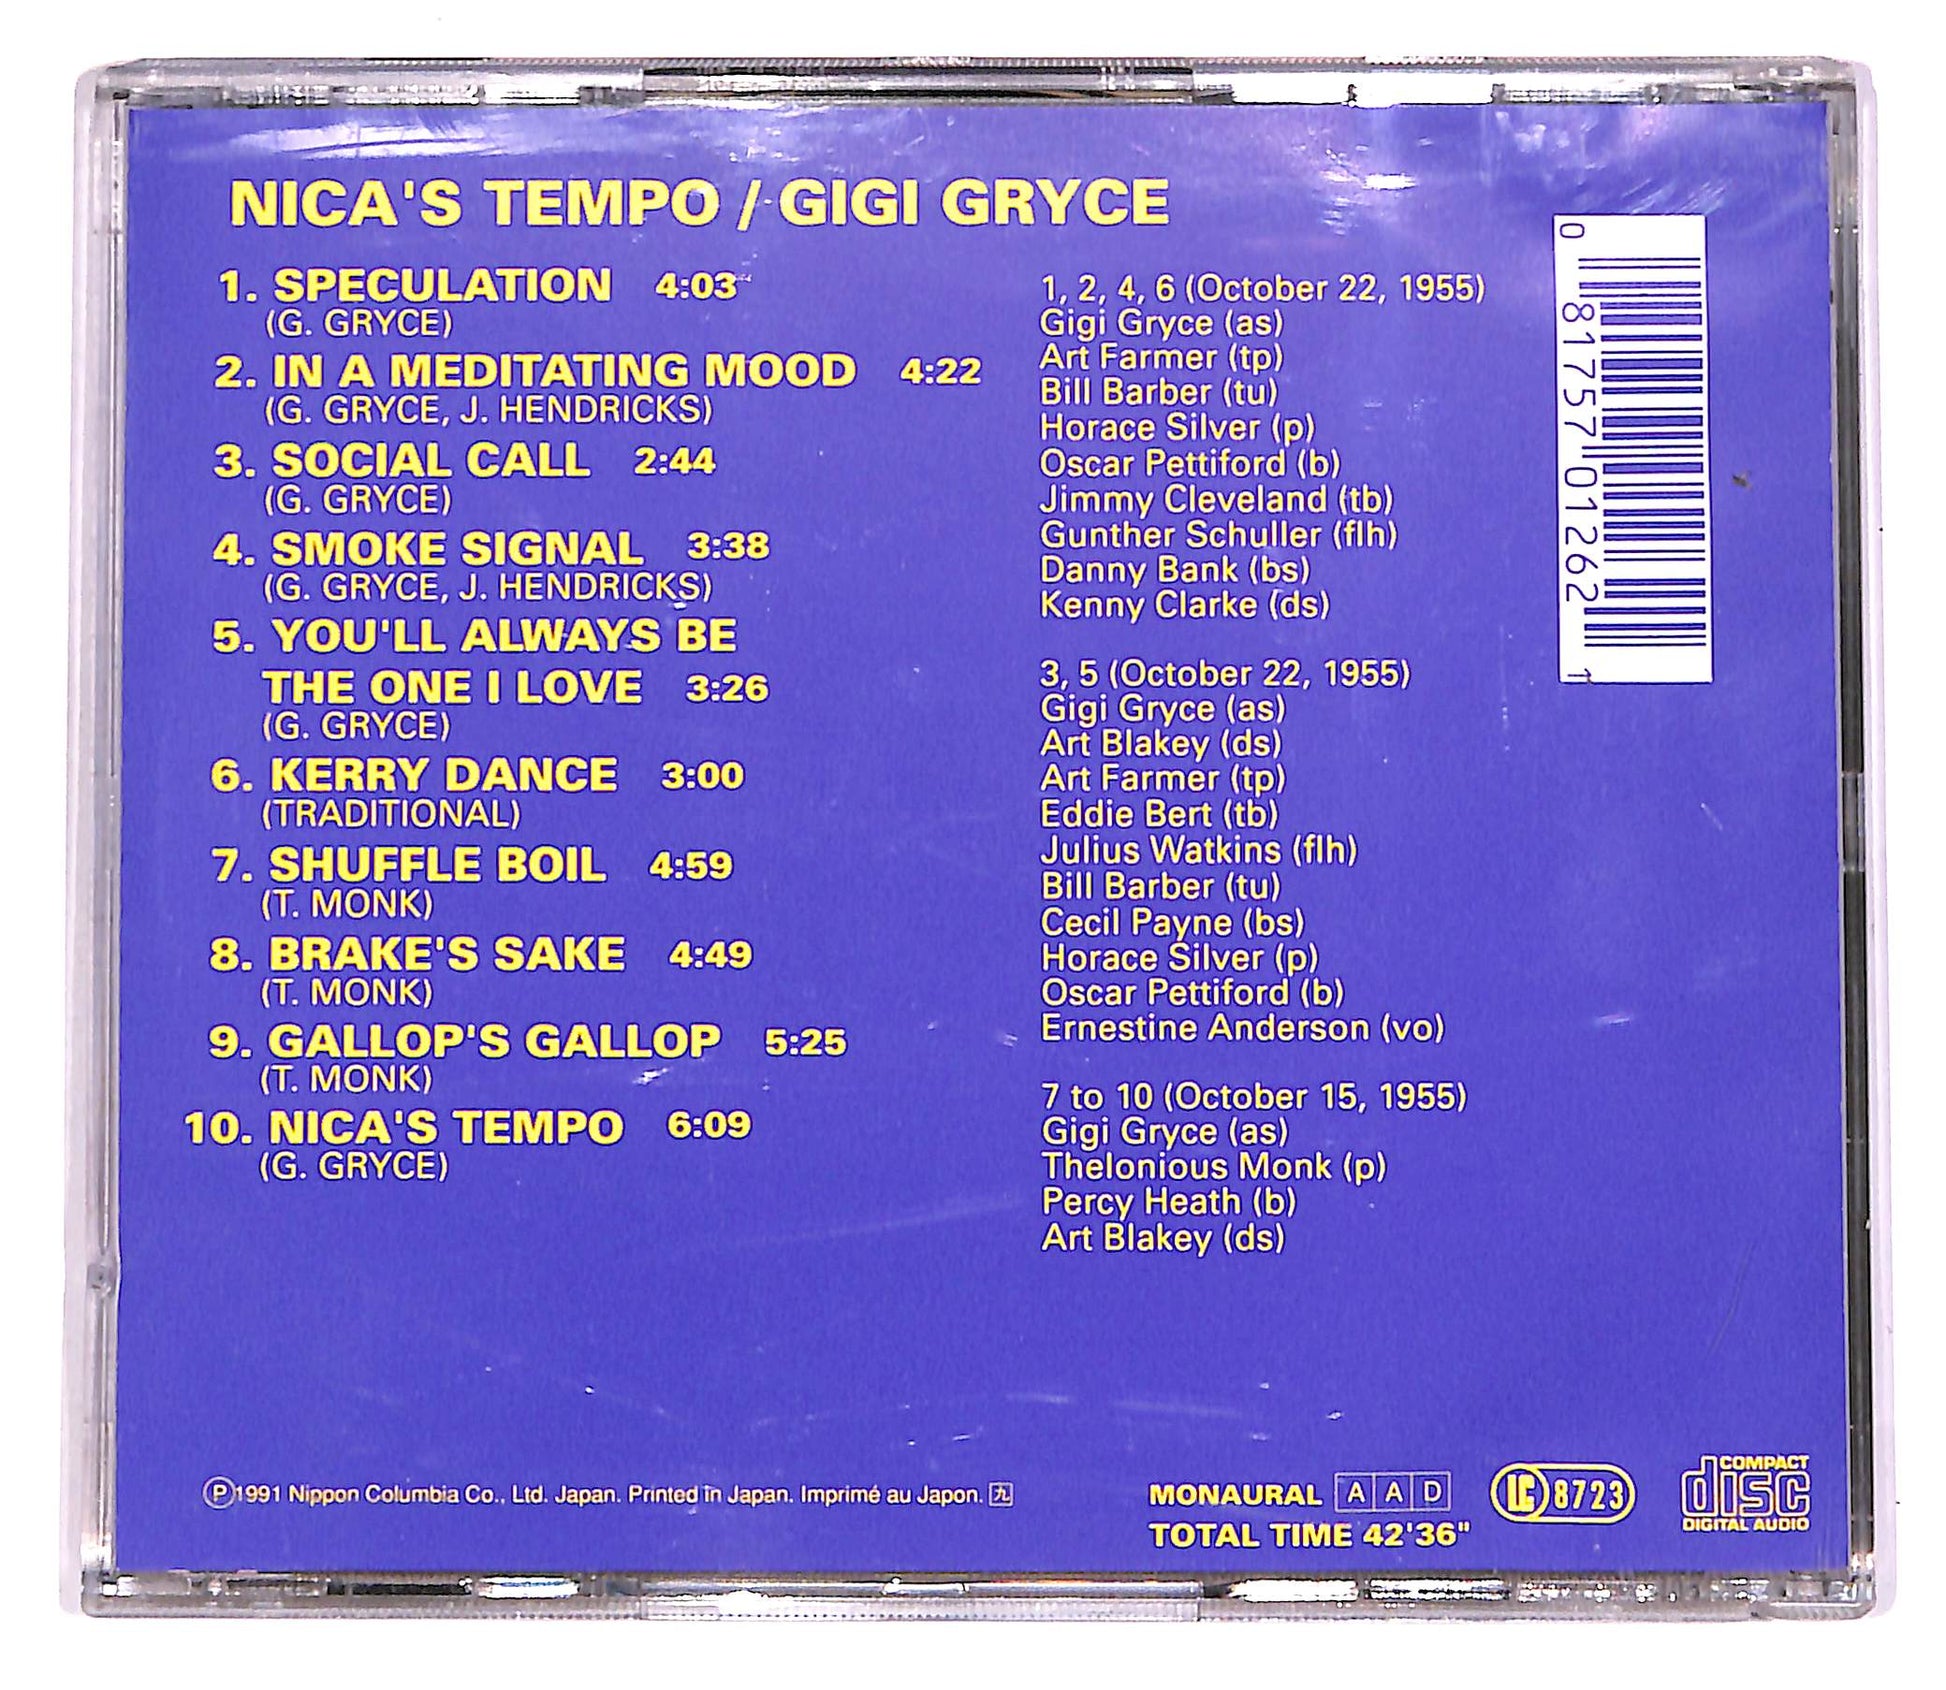 NICA'S TEMPO / GIGI GRYCE
1. SPECULATION 4:03
(G. GRYCE)
2. IN A MEDITATING MOOD 4:22
(G. GRYCE, J. HENDRICKS)
3. SOCIAL CALL 2:44
(G. GRYCE)
4. SMOKE SIGNAL 3:38
(G. GRYCE, J. HENDRICKS)
5. YOU'LL ALWAYS BE
THE ONE I LOVE 3:26
(G. GRYCE)
6. KERRY DANCE 3:00
(TRADITIONAL)
7. SHUFFLE BOIL 4:59
(T. MONK)
8. BRAKE'S SAKE 4:49
(T. MONK)
9. GALLOP'S GALLOP 5:25
(T. MONK)
10. NICA'S TEMPO 6:09
(G. GRYCE)
1, 2, 4, 6 (October 22, 1955)
Gigi Gryce (as)
Art Farmer (tp)
Bill Barber (tu)
Horace Silver (p)
Oscar Pettiford (b)
Jimmy Cleveland (tb)
Gunther Schuller (flh)
Danny Bank (bs)
Kenny Clarke (ds)
3, 5 (October 22, 1955)
Gigi Gryce (as)
Art Blakey (ds)
Art Farmer (tp)
Eddie Bert (tb)
Julius Watkins (flh)
Bill Barber (tu)
Cecil Payne (bs)
Horace Silver (p)
Oscar Pettiford (b)
Ernestine Anderson (vo)
7 to 10 (October 15, 1955)
Gigi Gryce (as)
Thelonious Monk (p)
Percy Heath (b)
Art Blakey (ds)
0 81757 01262 1
Ⓟ1991 Nippon Columbia Co., Ltd. Japan. Printed in Japan. Imprimé au Japon. 九
MONAURAL A A D
TOTAL TIME 42'36"
LC 8723
COMPACT
disc
DIGITAL AUDIO